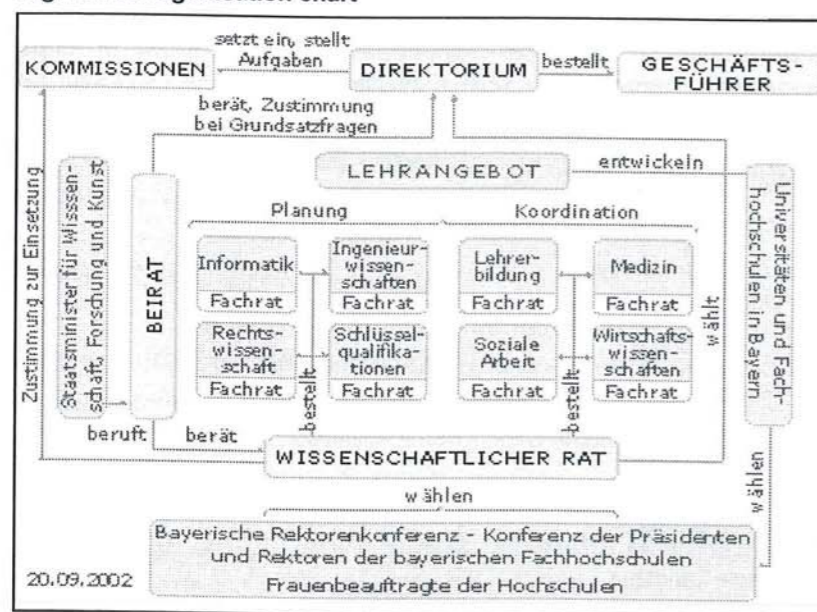 setzt ein, stellt
Aufgaben
KOMMISSIONEN
DIREKTORIUM
bestellt
GESCHÄFTS-
FÜHRER
berät, Zustimmung
bei Grundsatzfragen
LEHRANGEBOT
entwickeln
Zustimmung zur Einsetzung
Staatsminister für Wisssen-
schaft, Forschung und Kunst
BEIRAT
Planung
Koordination
Informatik
Fachrat
Ingenieur-
wissen-
schaften
Fachrat
Lehrer-
bildung
Fachrat
Medizin
Fachrat
Rechts-
wissen-
schaft
Fachrat
Schlüssel-
qualifika-
tionen
Fachrat
Soziale
Arbeit
Fachrat
Wirtschafts-
wissen-
schaften
Fachrat
bestellt
bestellt
wählt
Universitäten und Fach-
hochschulen in Bayern
beruft
berät
WISSENSCHAFTLICHER RAT
wählen
wählen
Bayerische Rektorenkonferenz - Konferenz der Präsidenten
und Rektoren der bayerischen Fachhochschulen
Frauenbeauftragte der Hochschulen
20.09.2002